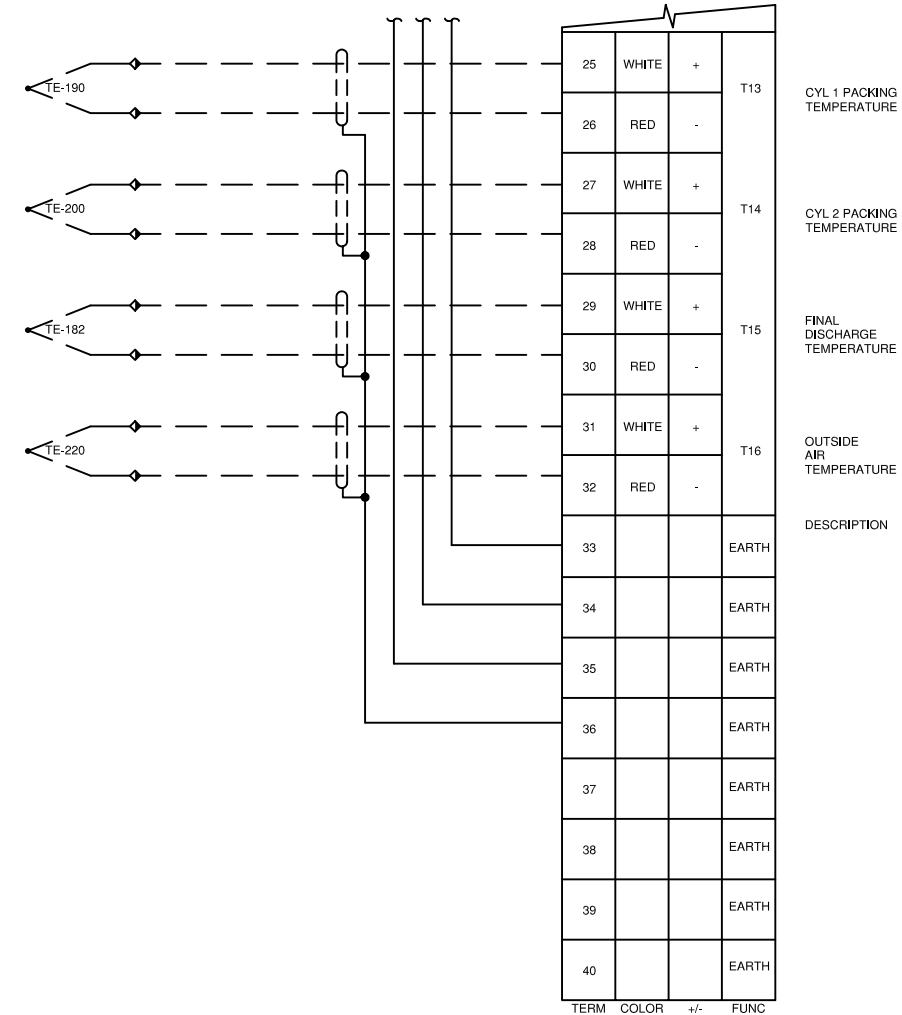 TE-190
25 WHITE +
T13
CYL 1 PACKING
TEMPERATURE
26 RED -
TE-200
27 WHITE +
T14
CYL 2 PACKING
TEMPERATURE
28 RED -
TE-182
29 WHITE +
T15
FINAL
DISCHARGE
TEMPERATURE
30 RED -
TE-220
31 WHITE +
T16
OUTSIDE
AIR
TEMPERATURE
32 RED -
DESCRIPTION
33 EARTH
34 EARTH
35 EARTH
36 EARTH
37 EARTH
38 EARTH
39 EARTH
40 EARTH
TERM COLOR +/- FUNC